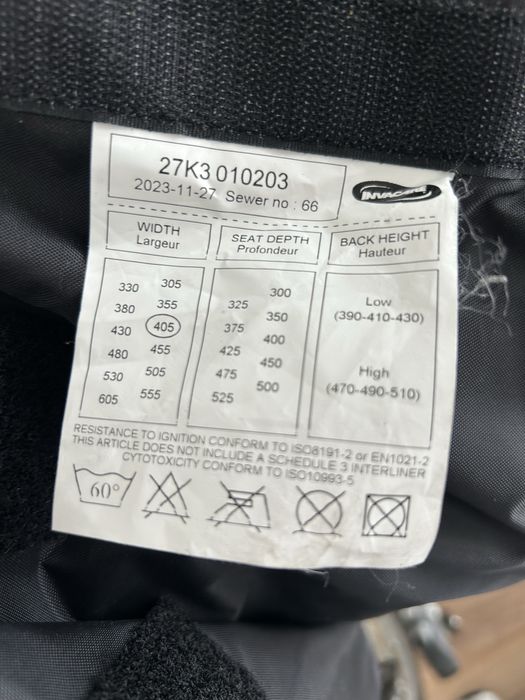 27K3 010203
2023-11-27 Sewer no : 66
INVACARE
WIDTH
Largeur
SEAT DEPTH
Profondeur
BACK HEIGHT
Hauteur
330 305
380 355
430 405
480 455
530 505
605 555
300
325
350
375
400
425
450
475
500
525
Low
(390-410-430)
High
(470-490-510)
RESISTANCE TO IGNITION CONFORM TO ISO8191-2 or EN1021-2
THIS ARTICLE DOES NOT INCLUDE A SCHEDULE 3 INTERLINER
CYTOTOXICITY CONFORM TO ISO10993-5
60°